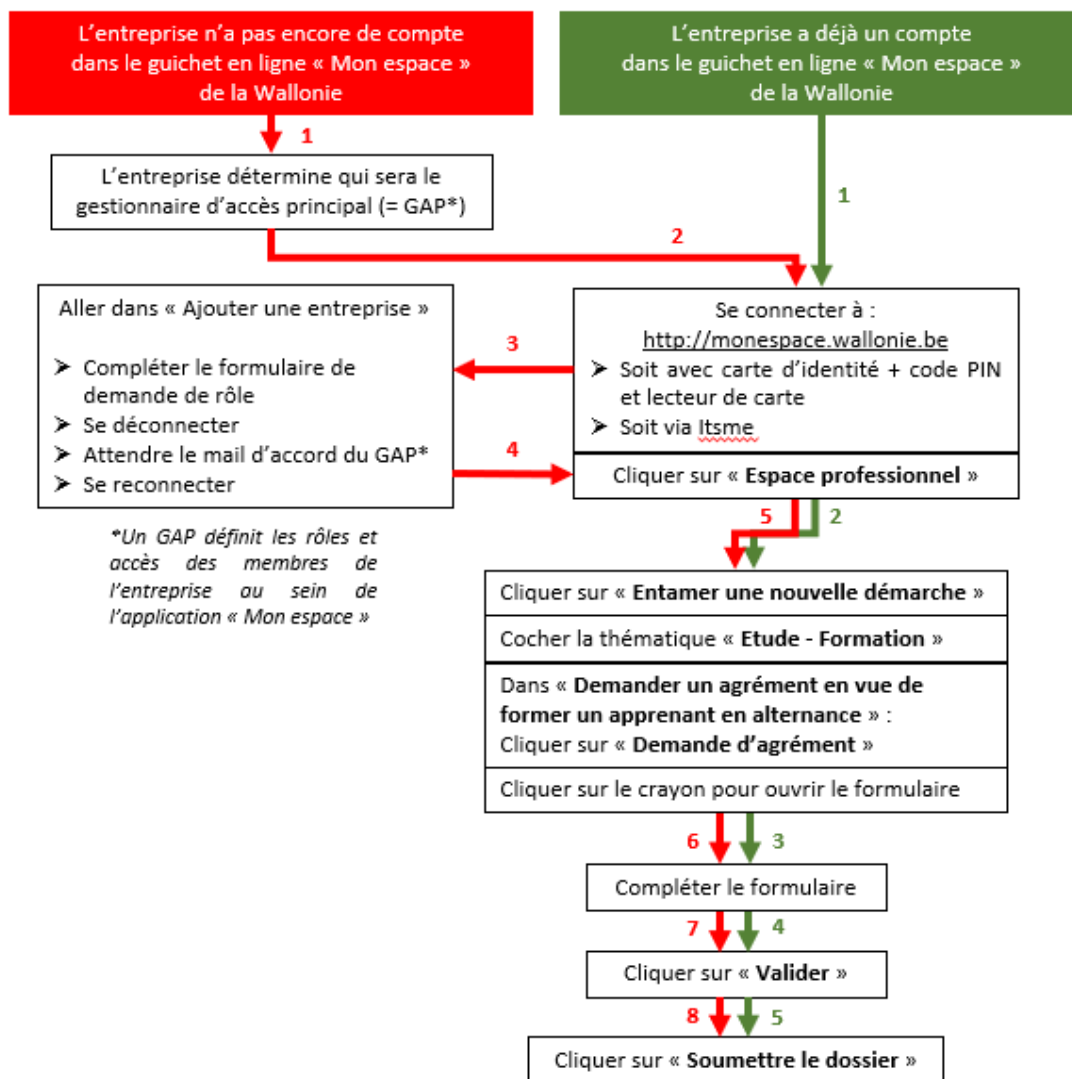 L'entreprise n'a pas encore de compte
dans le guichet en ligne « Mon espace »
de la Wallonie
L'entreprise a déjà un compte
dans le guichet en ligne « Mon espace »
de la Wallonie
1
L'entreprise détermine qui sera le
gestionnaire d'accès principal (= GAP*)
1
2
Aller dans « Ajouter une entreprise »
➤ Compléter le formulaire de
demande de rôle
➤ Se déconnecter
➤ Attendre le mail d'accord du GAP*
➤ Se reconnecter
3
4
Se connecter à :
http://monespace.wallonie.be
➤ Soit avec carte d'identité + code PIN
et lecteur de carte
➤ Soit via Itsme
Cliquer sur « Espace professionnel »
*Un GAP définit les rôles et
accès des membres de
l'entreprise au sein de
l'application « Mon espace »
5
2
Cliquer sur « Entamer une nouvelle démarche »
Cocher la thématique « Etude - Formation »
Dans « Demander un agrément en vue de
former un apprenant en alternance » :
Cliquer sur « Demande d'agrément »
Cliquer sur le crayon pour ouvrir le formulaire
6
3
Compléter le formulaire
7
4
Cliquer sur « Valider »
8
5
Cliquer sur « Soumettre le dossier »